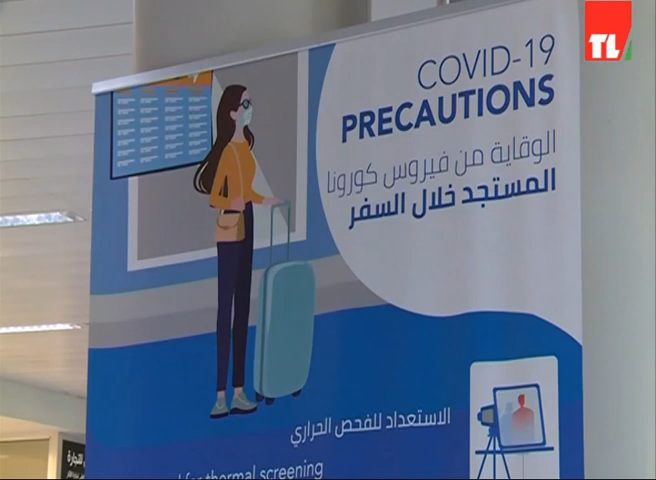 TL
COVID-19
PRECAUTIONS
الوقاية من فيروس كورونا
المستجد خلال السفر
الاستعداد للفحص الحراري
for thermal screening